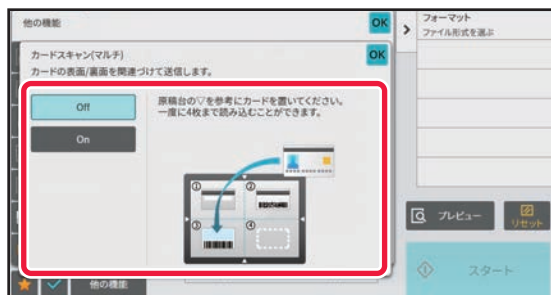 他の機能
OK
フォーマット
ファイル形式を選ぶ
カードスキャン(マルチ)
OK
カードの表面/裏面を関連づけて送信します。
Off
On
原稿台の▽を参考にカードを置いてください。
一度に4枚まで読み込むことができます。
①
②
③
④
プレビュー
リセット
スタート
他の機能